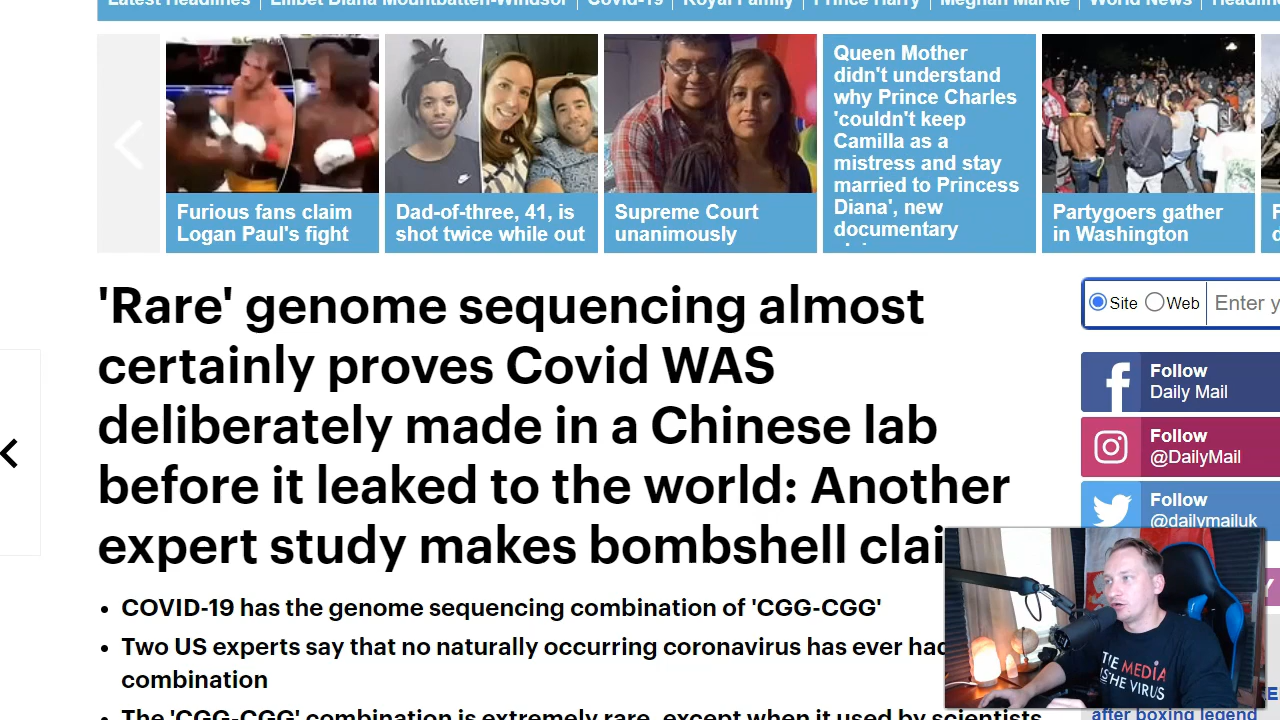 Latest Headlines Lilibet Diana Mountbatten-Windsor Covid-19 Royal Family Prince Harry Meghan Markle World News
Furious fans claim
Logan Paul's fight
Dad-of-three, 41, is
shot twice while out
Supreme Court
unanimously
Queen Mother
didn't understand
why Prince Charles
'couldn't keep
Camilla as a
mistress and stay
married to Princess
Diana', new
documentary
Partygoers gather
in Washington
'Rare' genome sequencing almost
certainly proves Covid WAS
deliberately made in a Chinese lab
before it leaked to the world: Another
expert study makes bombshell clai
COVID-19 has the genome sequencing combination of 'CGG-CGG'
Two US experts say that no naturally occurring coronavirus has ever had
combination
The 'CGG-CGG' combination is extremely rare, except when it used by scientists
Site Web Enter y
Follow
Daily Mail
Follow
@DailyMail
Follow
@dailymailuk
THE MEDIA
IS THE VIRUS
after boxing legend